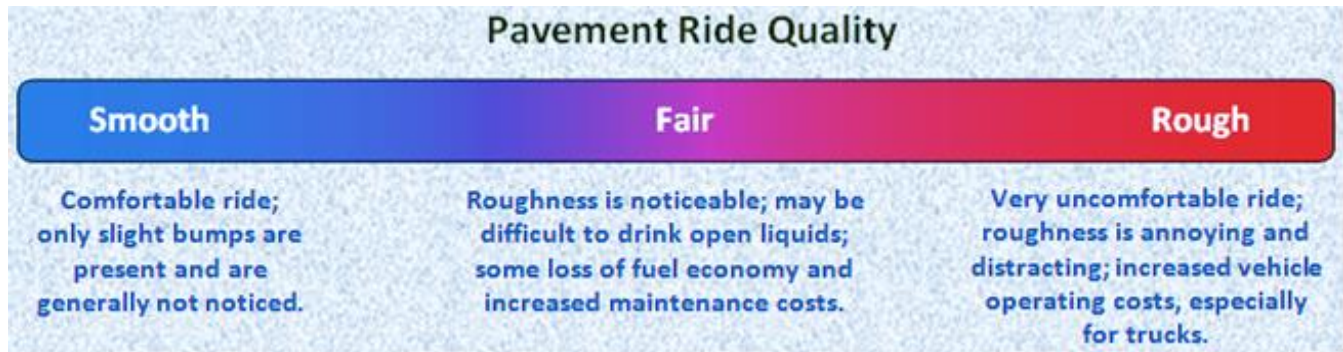 Pavement Ride Quality
Smooth
Fair
Rough
Comfortable ride;
only slight bumps are
present and are
generally not noticed.
Roughness is noticeable; may be
difficult to drink open liquids;
some loss of fuel economy and
increased maintenance costs.
Very uncomfortable ride;
roughness is annoying and
distracting; increased vehicle
operating costs, especially
for trucks.